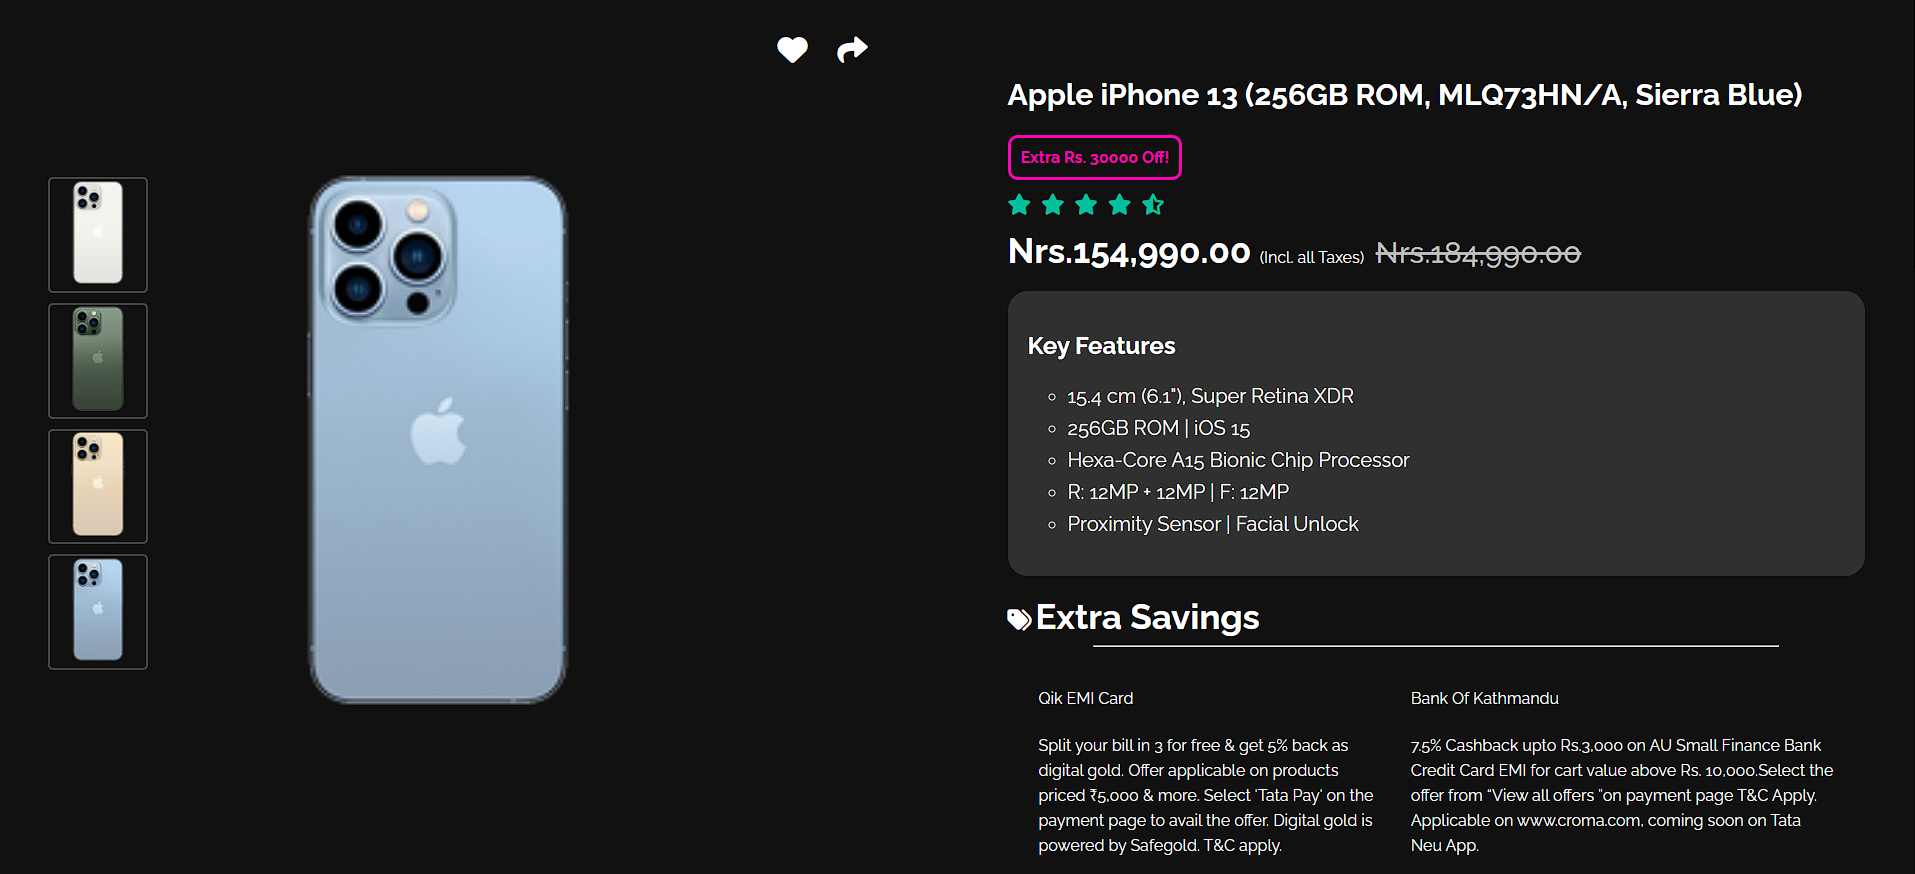 Apple iPhone 13 (256GB ROM, MLQ73HN/A, Sierra Blue)
Extra Rs. 30000 Off!
Nrs.154,990.00 (Incl. all Taxes) Nrs.184,990.00
Key Features
15.4 cm (6.1"), Super Retina XDR
256GB ROM | iOS 15
Hexa-Core A15 Bionic Chip Processor
R: 12MP + 12MP | F: 12MP
Proximity Sensor | Facial Unlock
Extra Savings
Qik EMI Card
Split your bill in 3 for free & get 5% back as
digital gold. Offer applicable on products
priced ₹5,000 & more. Select 'Tata Pay' on the
payment page to avail the offer. Digital gold is
powered by Safegold. T&C apply.
Bank Of Kathmandu
7.5% Cashback upto Rs.3,000 on AU Small Finance Bank
Credit Card EMI for cart value above Rs. 10,000.Select the
offer from “View all offers ”on payment page T&C Apply.
Applicable on www.croma.com, coming soon on Tata
Neu App.